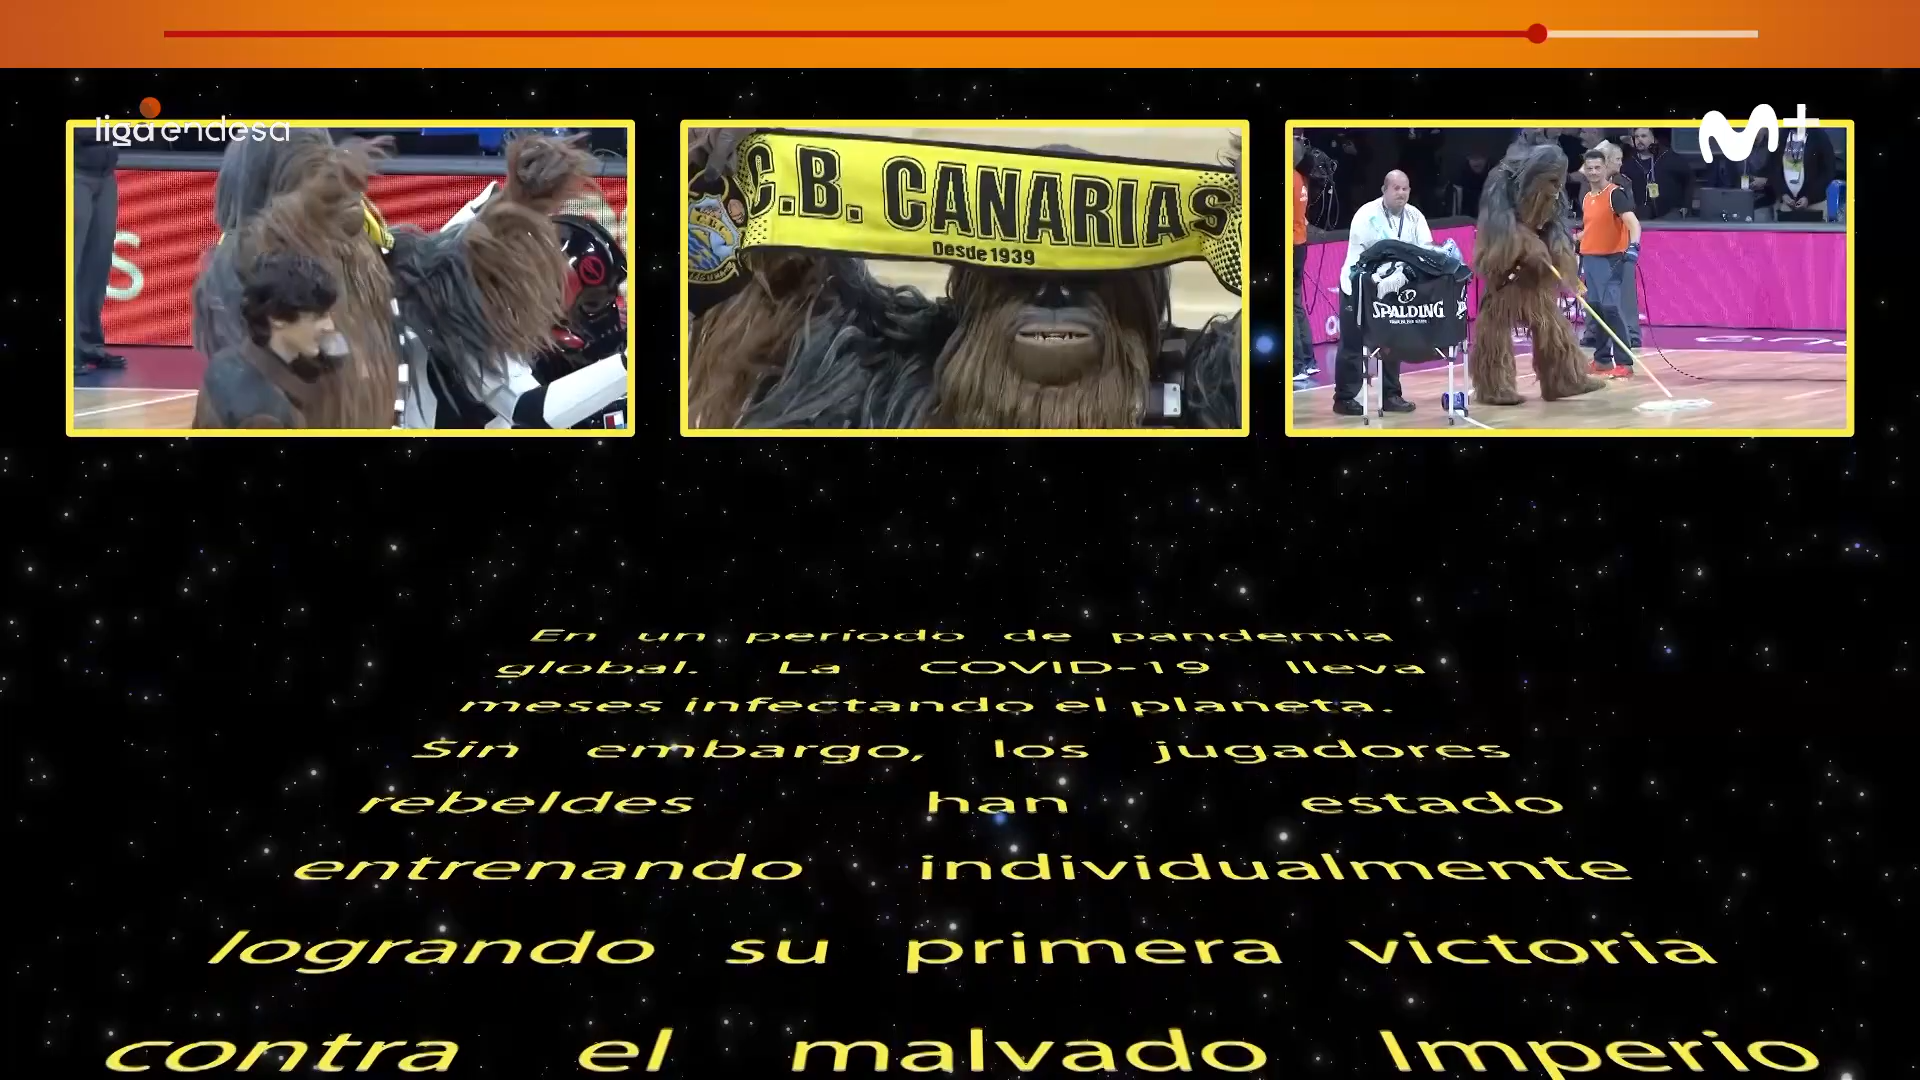 liga endesa
M+
S
C.B. CANARIAS
Desde 1939
SPALDING
En un período de pandemia
global. La COVID-19 lleva
meses infectando el planeta.
Sin embargo, los jugadores
rebeldes han estado
entrenando individualmente
logrando su primera victoria
contra el malvado Imperio